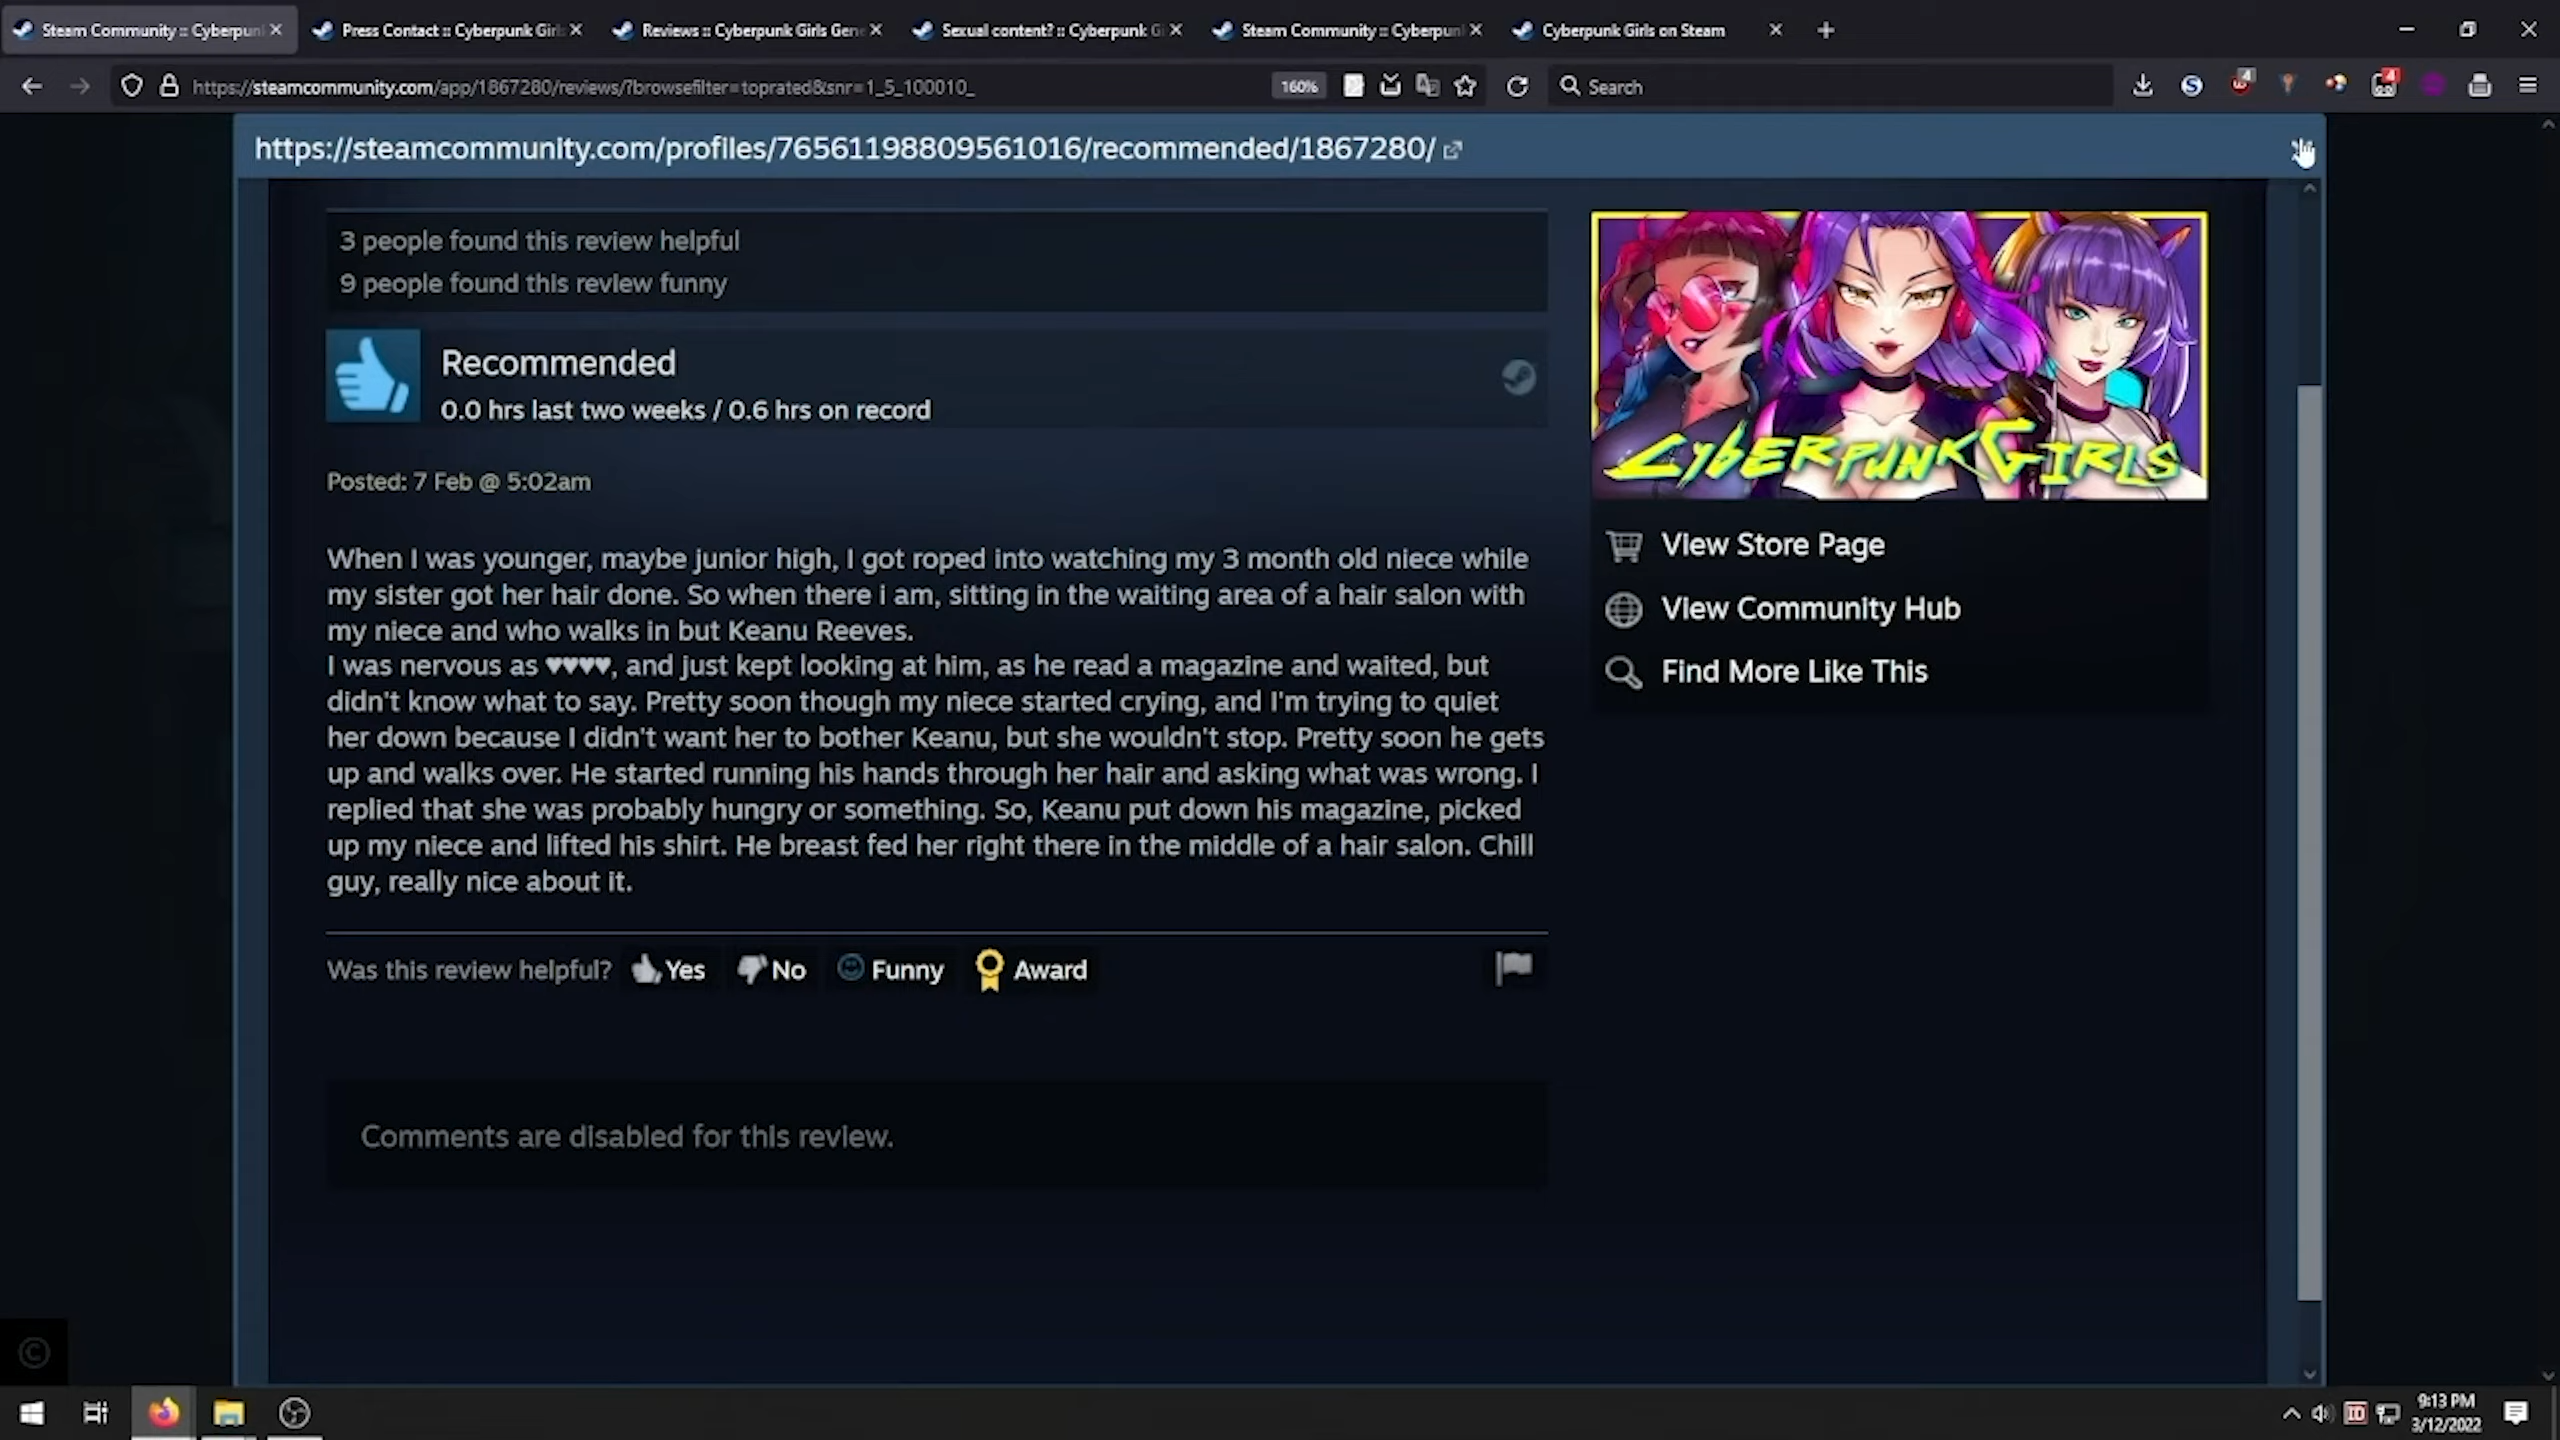 Steam Community :: Cyberpunk
Press Contact :: Cyberpunk Girl
Reviews :: Cyberpunk Girls Gene
Sexual content? :: Cyberpunk Gi
Steam Community :: Cyberpunk
Cyberpunk Girls on Steam
https://steamcommunity.com/app/1867280/reviews/?browsefilter=toprated&snr=1_5_100010_
160%
Search
4
4
https://steamcommunity.com/profiles/76561198809561016/recommended/1867280/
3 people found this review helpful
9 people found this review funny
Recommended
0.0 hrs last two weeks / 0.6 hrs on record
Posted: 7 Feb @ 5:02am
When I was younger, maybe junior high, I got roped into watching my 3 month old niece while
my sister got her hair done. So when there i am, sitting in the waiting area of a hair salon with
my niece and who walks in but Keanu Reeves.
I was nervous as ♥♥♥♥, and just kept looking at him, as he read a magazine and waited, but
didn't know what to say. Pretty soon though my niece started crying, and I'm trying to quiet
her down because I didn't want her to bother Keanu, but she wouldn't stop. Pretty soon he gets
up and walks over. He started running his hands through her hair and asking what was wrong. I
replied that she was probably hungry or something. So, Keanu put down his magazine, picked
up my niece and lifted his shirt. He breast fed her right there in the middle of a hair salon. Chill
guy, really nice about it.
Was this review helpful? Yes No Funny Award
Comments are disabled for this review.
CYBERPUNK GIRLS
View Store Page
View Community Hub
Find More Like This
9:13 PM
3/12/2022